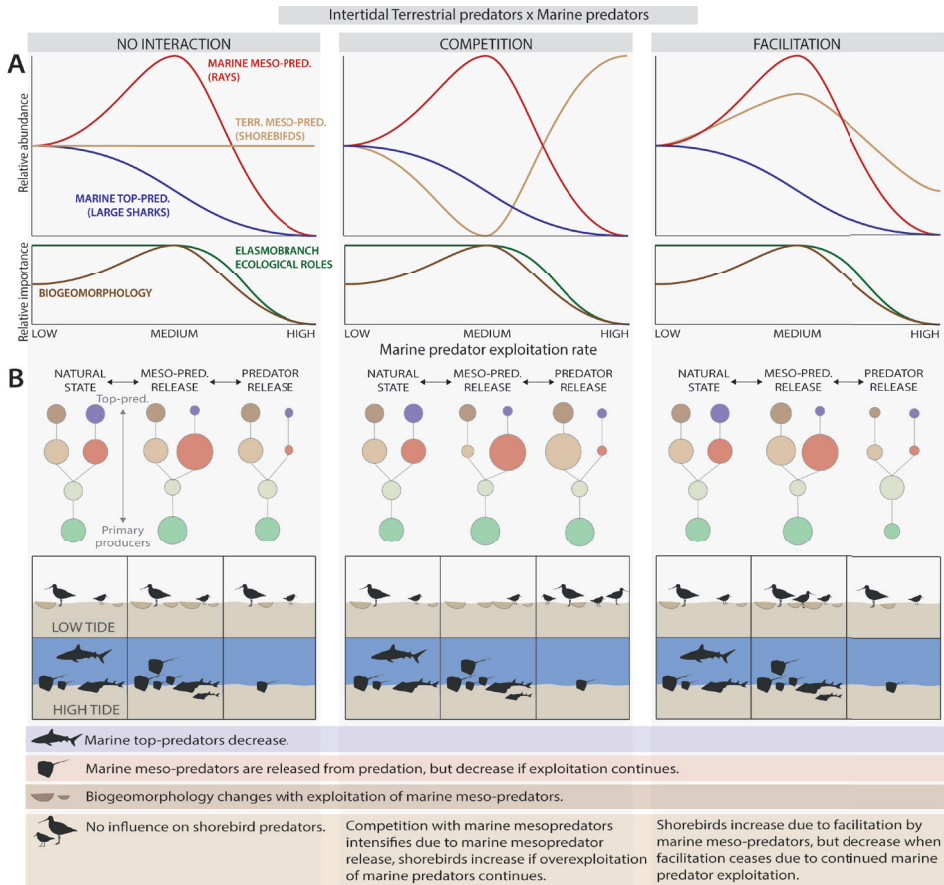 Intertidal Terrestrial predators x Marine predators
NO INTERACTION
COMPETITION
FACILITATION
A
Relative abundance
MARINE MESO-PRED.
(RAYS)
TERR. MESO-PRED.
(SHOREBIFDS)
MARINE TOP-PRED.
(LARGE SHARKS)
Relative importance
ELASMOBRANCH
ECOLOGICAL ROLES
BIOGEOMORPHOLOGY
LOW MEDIUM HIGH
LOW MEDIUM HIGH
LOW MEDIUM HIGH
Marine predator exploitation rate
B
NATURAL
STATE
MESO-PRED.
RELEASE
PREDATOR
RELEASE
NATURAL
STATE
MESO-PRED.
RELEASE
PREDATOR
RELEASE
NATURAL
STATE
MESO-PRED.
RELEASE
PREDATOR
RELEASE
Top-pred.
Primary
producers
LOW TIDE
HIGH TIDE
Marine top-predators decrease.
Marine meso-predators are released from predation, but decrease if exploitation continues.
Biogeomorphology changes with exploitation of marine meso-predators.
No influence on shorebird predators.
Competition with marine mesopredators
intensifies due to marine mesopredator
release, shorebirds increase if overexploitation
of marine predators continues.
Shorebirds increase due to facilitation by
marine meso-predators, but decrease when
facilitation ceases due to continued marine
predator exploitation.